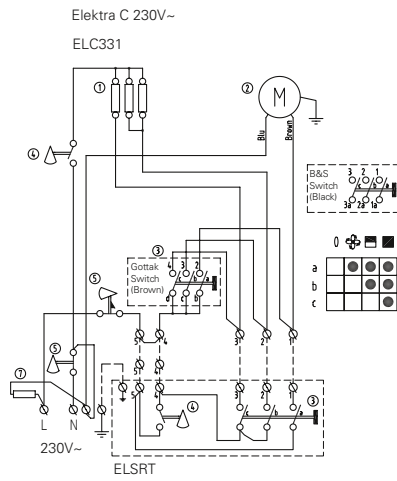 Elektra C 230V~
ELC331
1
2
M
Blu
Brown
4
B&S
Switch
(Black)
3 2 1
c b a
3a 2a 1a
3
Gottak
Switch
(Brown)
4 3 2
c b a
d c b
5
0
a
b
c
5 4 3 2 1
5
5 4
7
5 4 3 2 1
4
c b a
3
L N
230V~
ELSRT